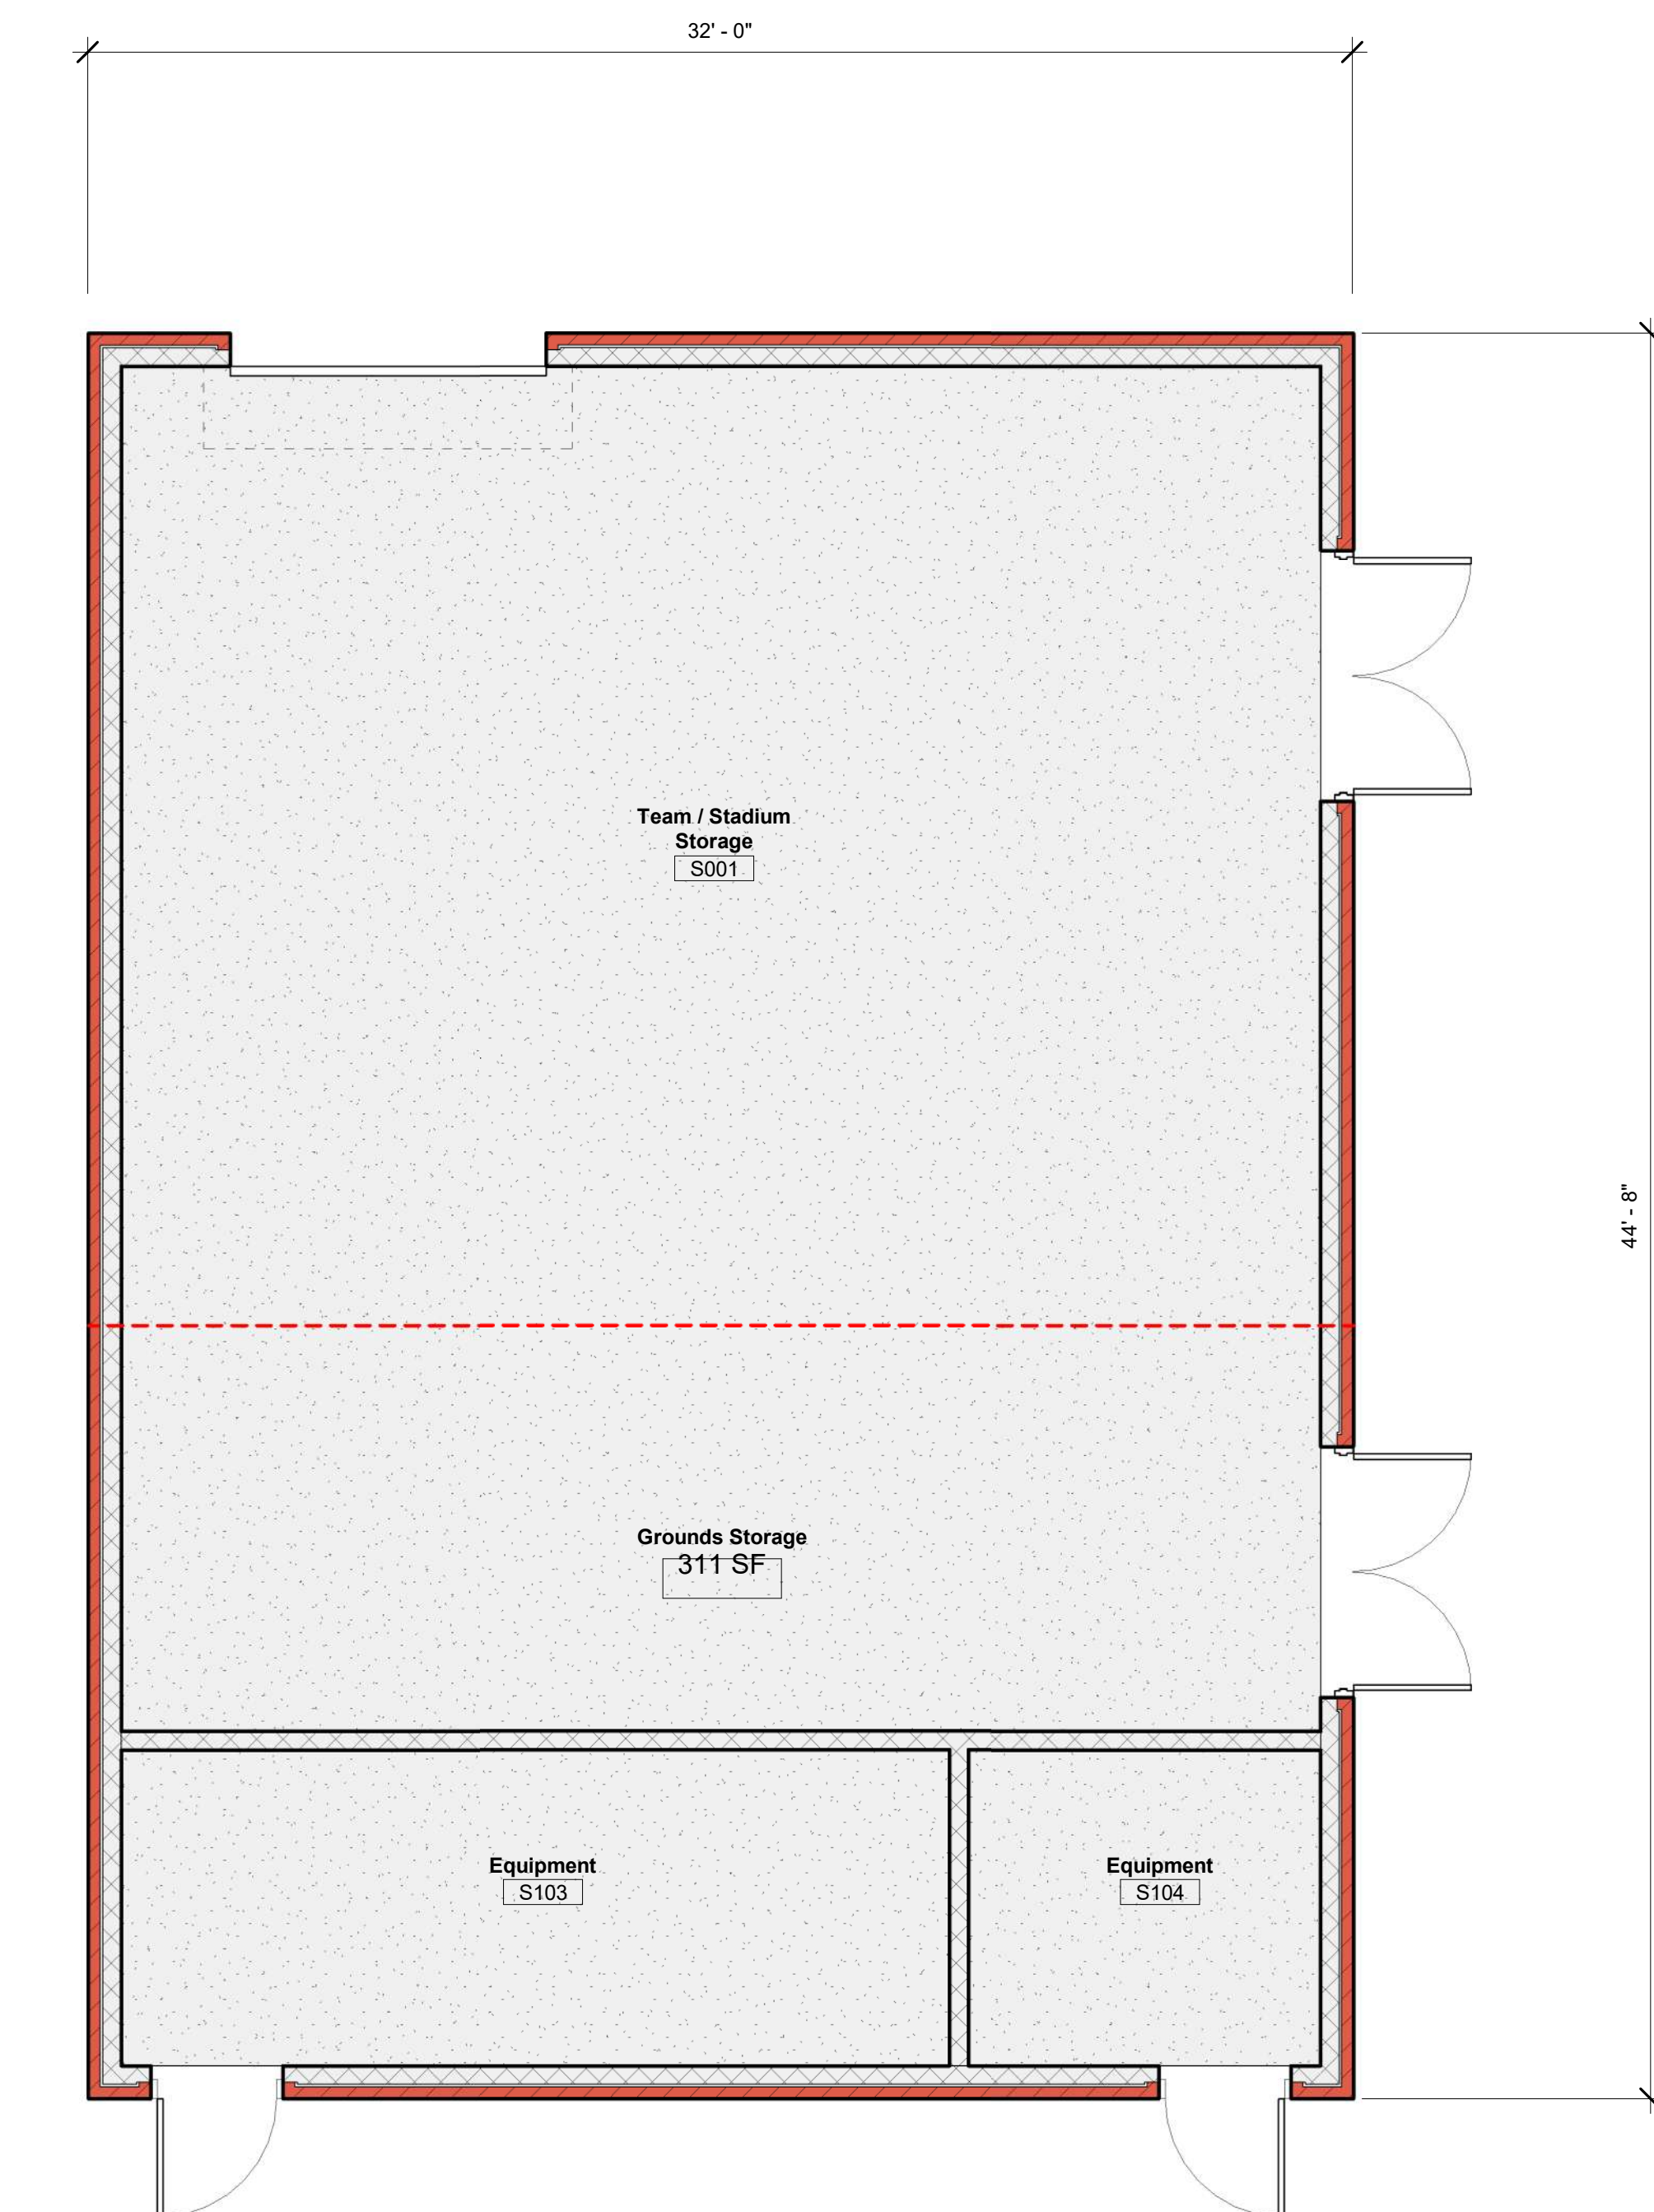 32' - 0"
Team / Stadium
Storage
S001
44' - 8"
Grounds Storage
311 SF
Equipment
S103
Equipment
S104